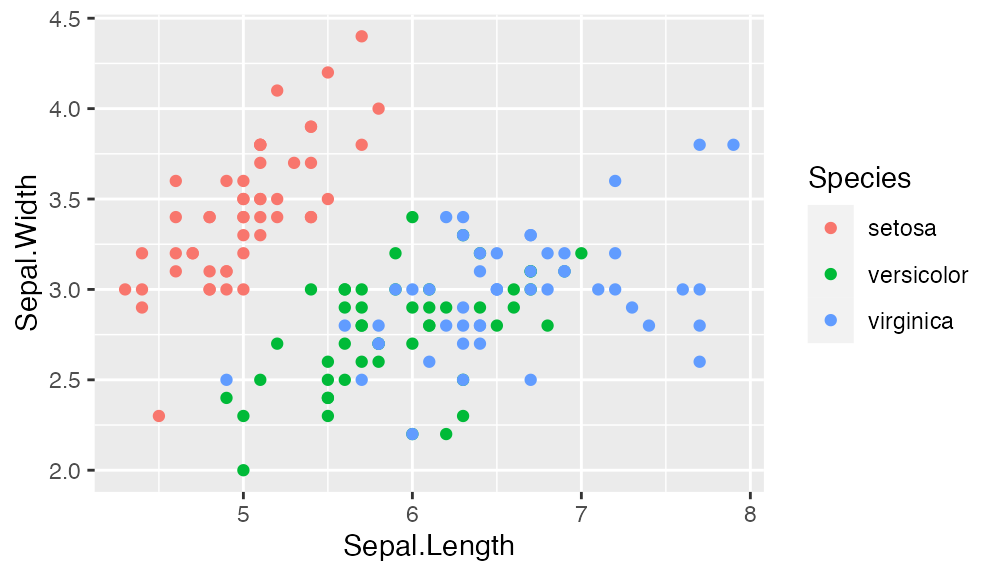 4.5
4.0
3.5
3.0
2.5
2.0
Sepal.Width
5 6 7 8
Sepal.Length
Species
setosa
versicolor
virginica